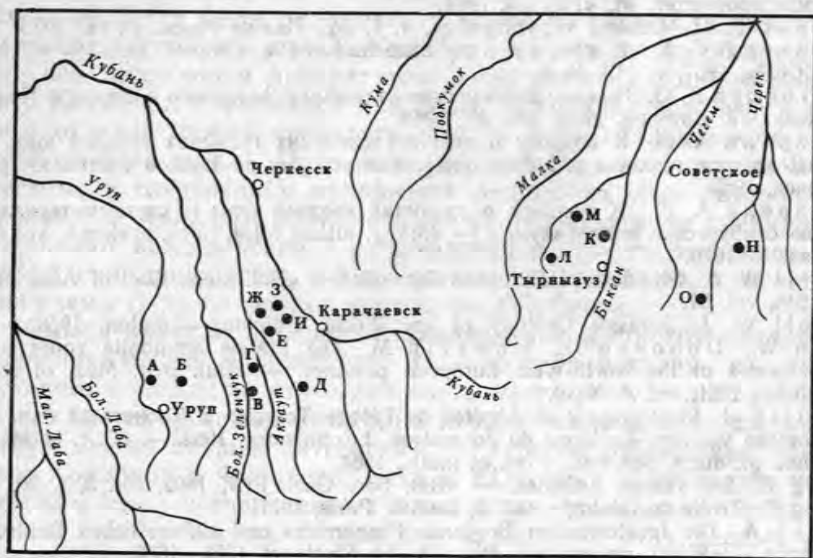 Кубань
Кума
Подкумок
Чегем
Черек
Черкесск
Малка
Советское
Уруп
М
К
Н
Л
З
Ж
И
Тырныауз
Баксан
О
Карачаевск
Е
Г
А
Б
Д
В
Кубань
Уруп
Бол. Зеленчук
Аксаут
Мал. Лаба
Бол. Лаба